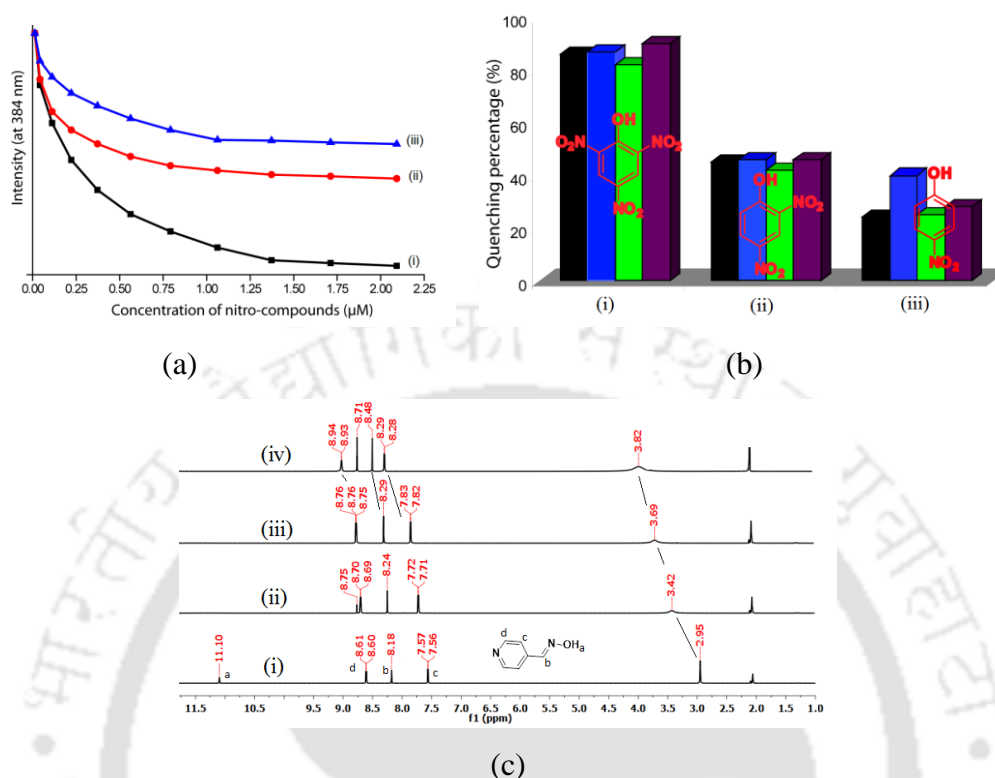 Intensity (at 384 nm)
(iii)
(ii)
(i)
0.00 0.25 0.50 0.75 1.00 1.25 1.50 1.75 2.00 2.25
Concentration of nitro-compounds (µM)
(a)
Quenching percentage (%)
100
80
60
40
20
0
OH
O₂N
NO₂
NO₂
OH
NO₂
NO₂
OH
NO₂
(i) (ii) (iii)
(b)
(iv)
8.94 8.93 8.71 8.48 8.29 8.28 3.82
(iii)
8.76 8.76 8.75 8.29 7.83 7.82 3.69
(ii)
8.75 8.70 8.69 8.24 7.72 7.71 3.42
(i)
11.10 8.61 8.60 8.18 7.57 7.56 2.95
a d b c
d c
N N OHa
b
11.5 10.5 9.5 9.0 8.5 8.0 7.5 7.0 6.5 6.0 5.5 5.0 4.5 4.0 3.5 3.0 2.5 2.0 1.5 1.0
f1 (ppm)
(c)